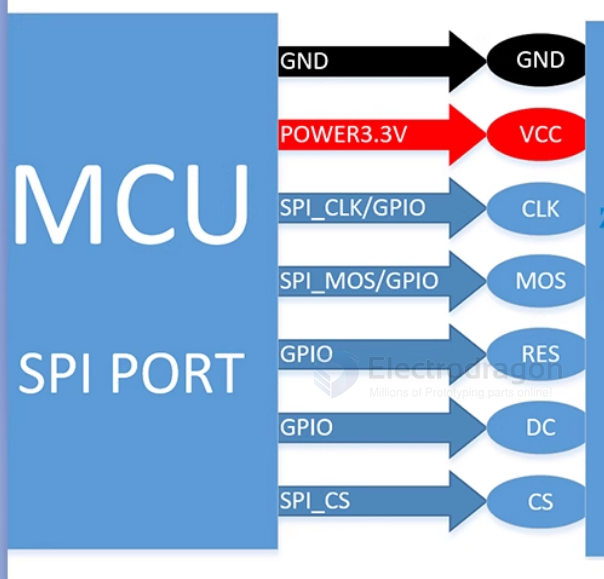 GND
GND
POWER3.3V
VCC
MCU
SPI_CLK/GPIO
CLK
SPI_MOS/GPIO
MOS
SPI PORT
GPIO
RES
Electrodragon
Millions of Prototyping parts online!
GPIO
DC
SPI_CS
CS